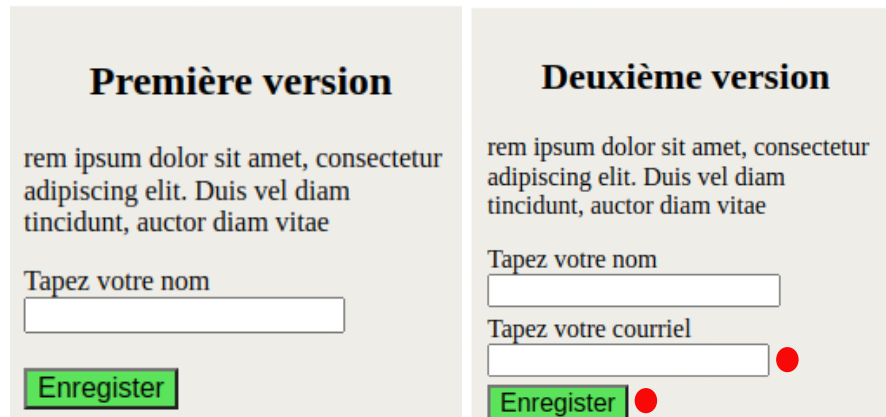 Première version
rem ipsum dolor sit amet, consectetur
adipiscing elit. Duis vel diam
tincidunt, auctor diam vitae
Tapez votre nom
Enregister
Deuxième version
rem ipsum dolor sit amet, consectetur
adipiscing elit. Duis vel diam
tincidunt, auctor diam vitae
Tapez votre nom
Tapez votre courriel
Enregister